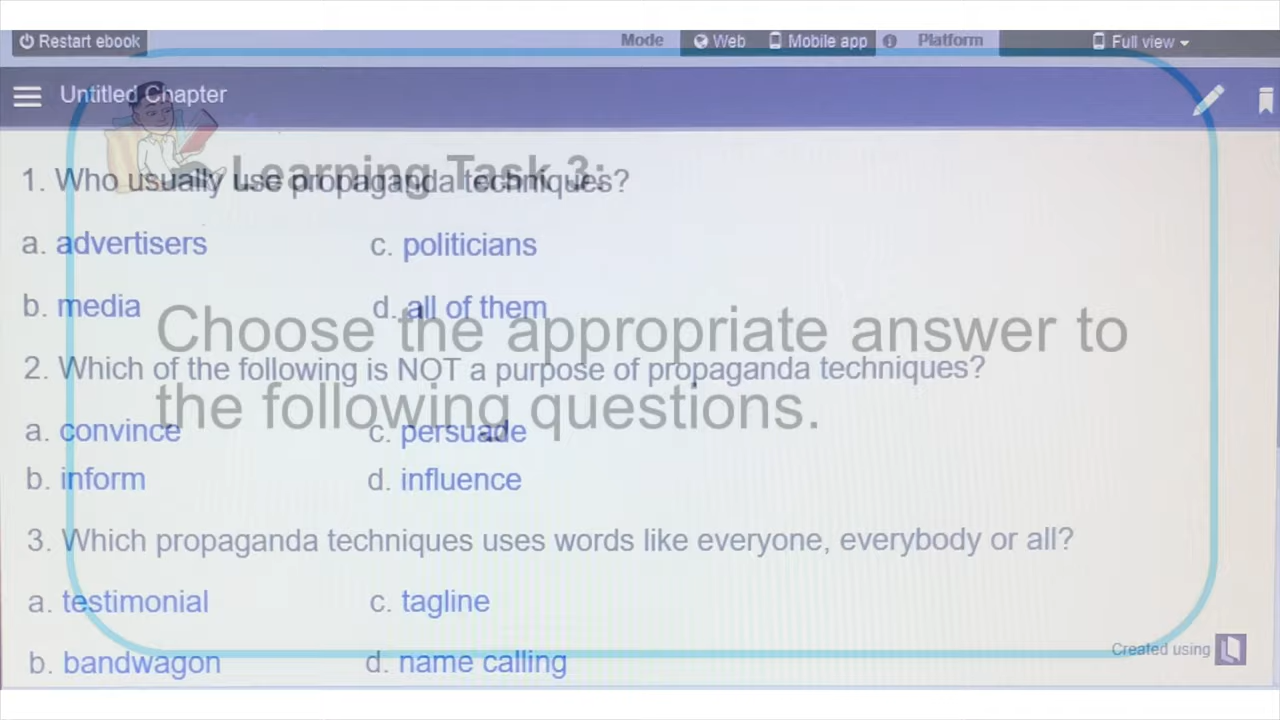 Restart ebook Mode Web Mobile app Platform Full view
Untitled Chapter
Learning Task 3:
1. Who usually use propaganda techniques?
a. advertisers c. politicians
b. media d. all of them
Choose the appropriate answer to
the following questions.
2. Which of the following is NOT a purpose of propaganda techniques?
a. convince c. persuade
b. inform d. influence
3. Which propaganda techniques uses words like everyone, everybody or all?
a. testimonial c. tagline
b. bandwagon d. name calling
Created using